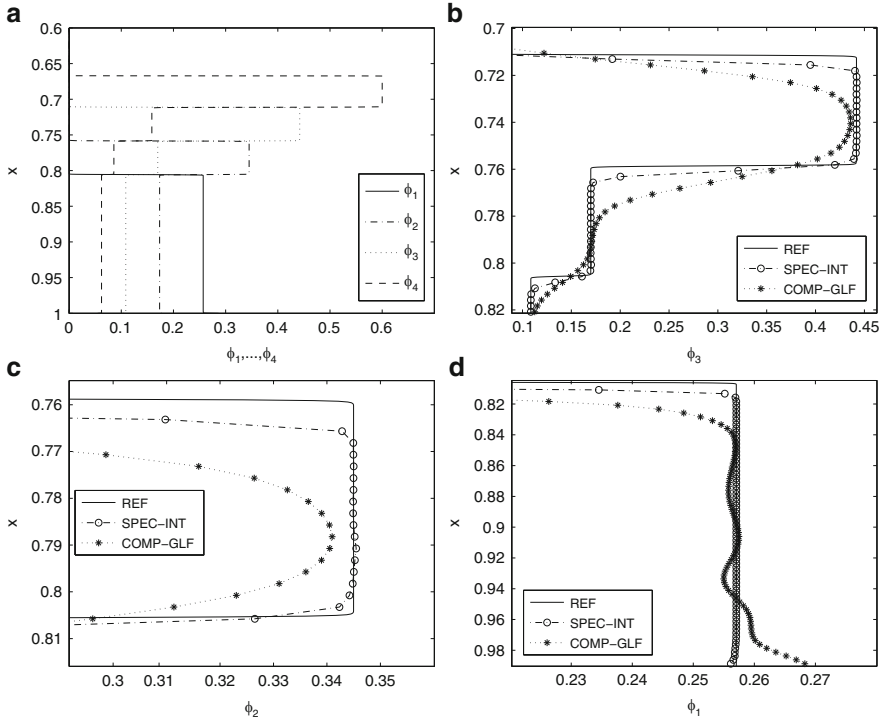 a
0.6
0.65
0.7
0.75
0.8
0.85
0.9
0.95
1
x
0 0.1 0.2 0.3 0.4 0.5 0.6 0.7
ϕ1,...,ϕ4
ϕ1
ϕ2
ϕ3
ϕ4
b
0.7
0.72
0.74
0.76
0.78
0.8
0.82
x
0.1 0.15 0.2 0.25 0.3 0.35 0.4 0.45
ϕ3
REF
SPEC-INT
COMP-GLF
c
0.76
0.77
0.78
0.79
0.8
0.81
x
0.3 0.31 0.32 0.33 0.34 0.35
ϕ2
REF
SPEC-INT
COMP-GLF
d
0.82
0.84
0.86
0.88
0.9
0.92
0.94
0.96
0.98
x
0.23 0.24 0.25 0.26 0.27
ϕ1
REF
SPEC-INT
COMP-GLF